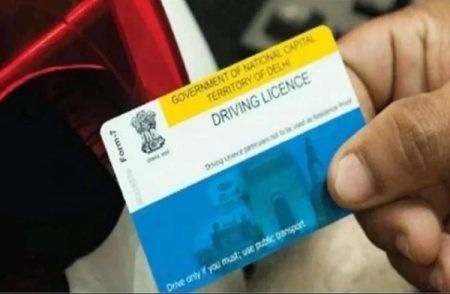 GOVERNMENT OF NATIONAL CAPITAL
TERRITORY OF DELHI
DRIVING LICENCE
Form-7
Driving Licence particulars not to be used as Residence Proof
Drive only if you must; use public transport